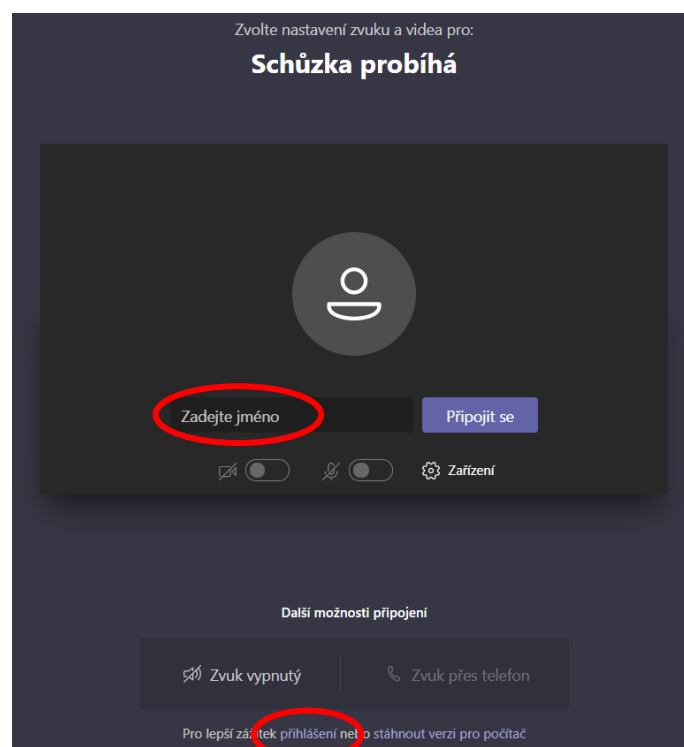 Zvolte nastavení zvuku a videa pro:
Schůzka probíhá
Zadejte jméno
Připojit se
Zařízení
Další možnosti připojení
Zvuk vypnutý
Zvuk přes telefon
Pro lepší zážitek přihlášení nebo stáhnout verzi pro počítač